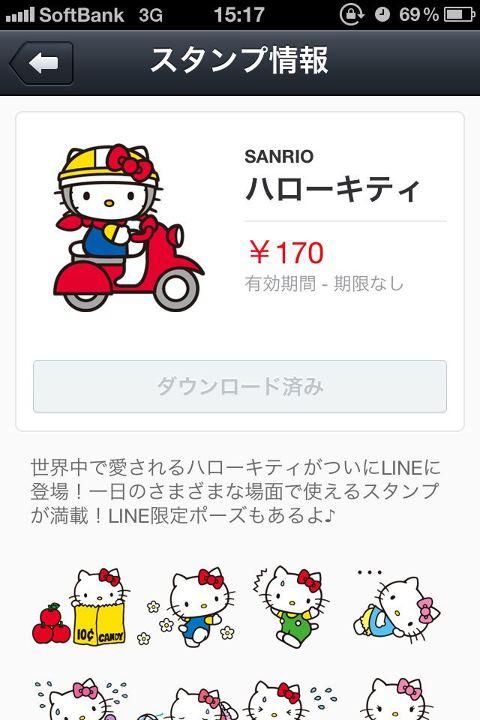 SoftBank 3G 15:17 69%
スタンプ情報
SANRIO
ハローキティ
￥170
有効期間 - 期限なし
ダウンロード済み
世界中で愛されるハローキティがついにLINEに
登場！一日のさまざまな場面で使えるスタンプ
が満載！LINE限定ポーズもあるよ♪
10¢ CANDY